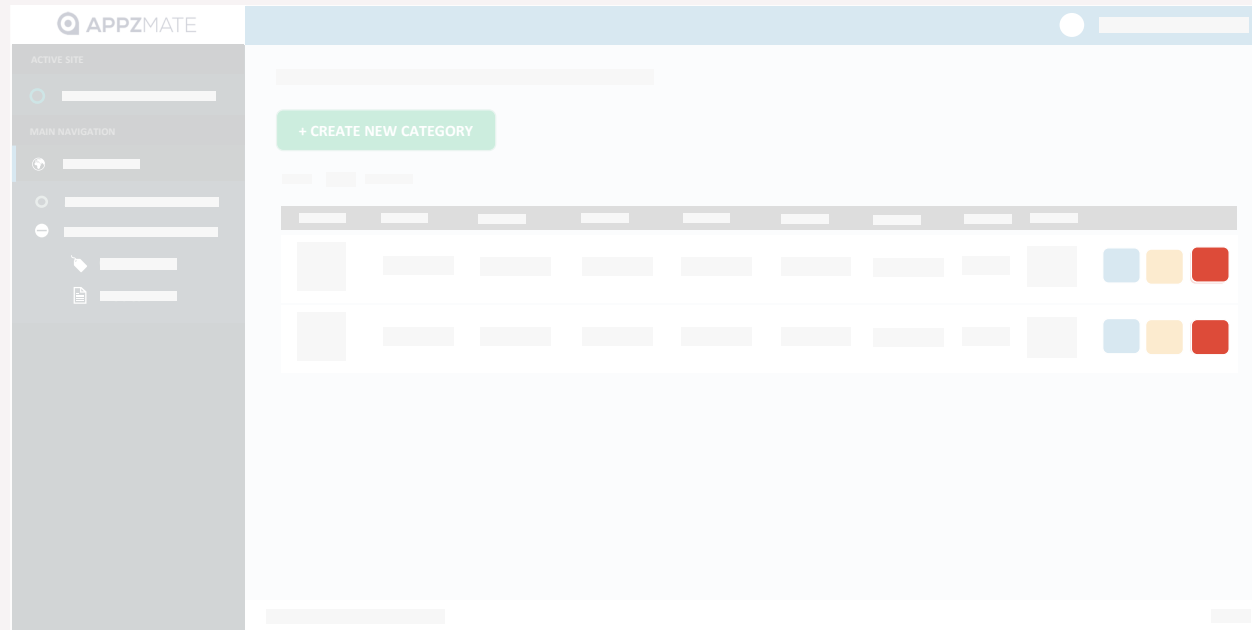 APPZMATE
ACTIVE SITE
MAIN NAVIGATION
+ CREATE NEW CATEGORY